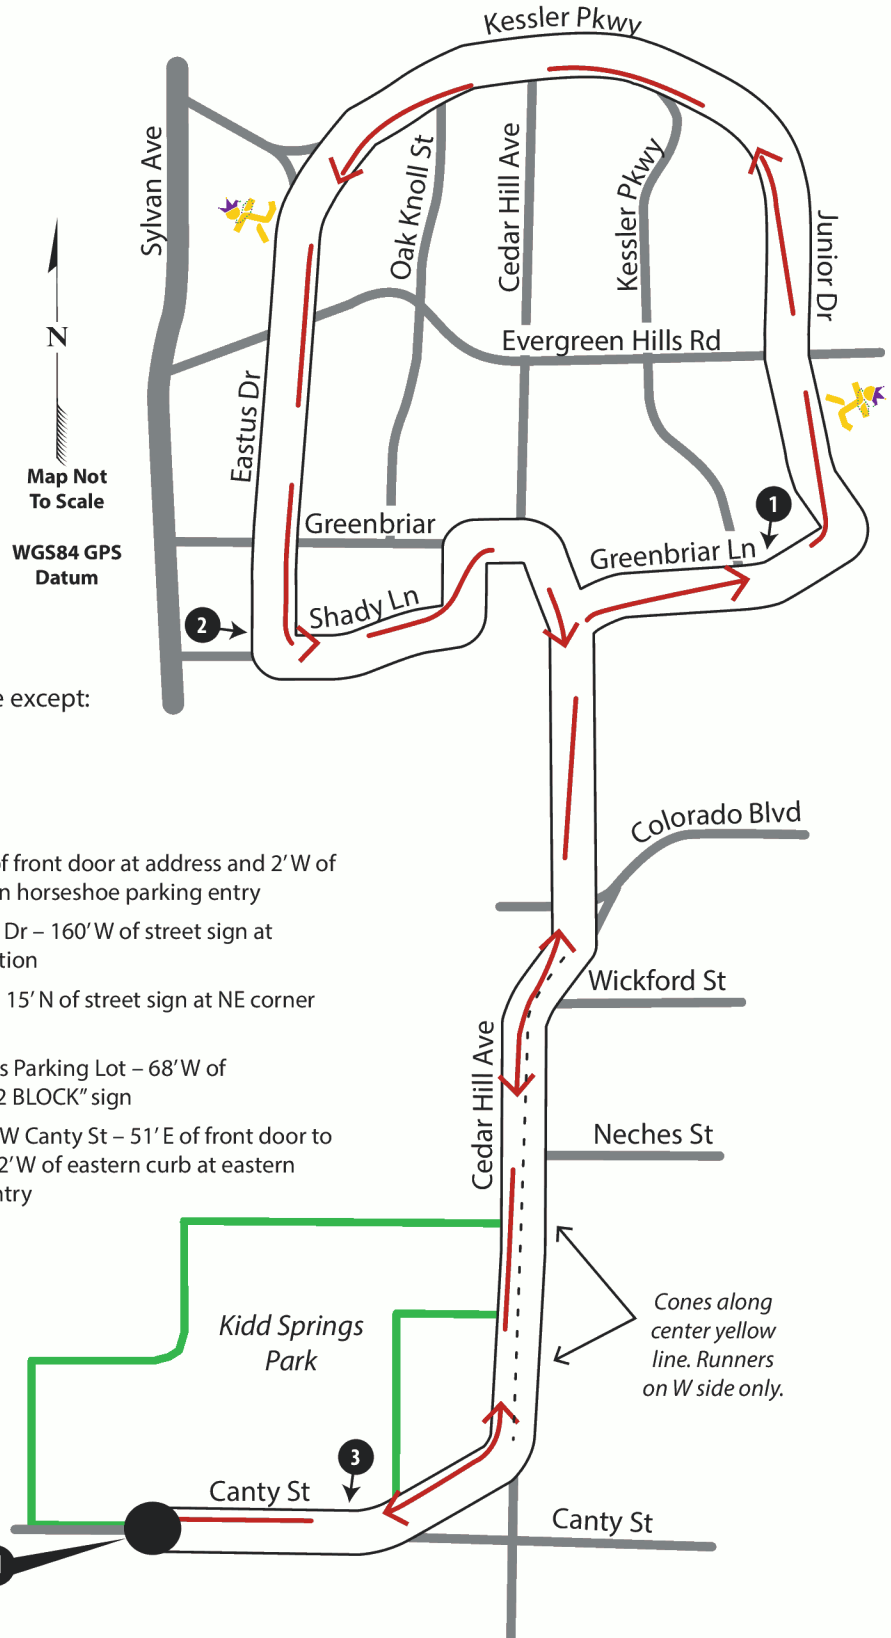 Kessler Pkwy
Sylvan Ave
Oak Knoll St
Cedar Hill Ave
Kessler Pkwy
Junior Dr
N
Evergreen Hills Rd
Eastus Dr
Map Not
To Scale
WGS84 GPS
Datum
1
Greenbriar
Greenbriar Ln
2
Shady Ln
e except:
Colorado Blvd
of front door at address and 2’ W of
n horseshoe parking entry
Dr – 160’ W of street sign at
tion
15’ N of street sign at NE corner
Wickford St
Cedar Hill Ave
s Parking Lot – 68’ W of
2 BLOCK” sign
W Canty St – 51’ E of front door to
2’ W of eastern curb at eastern
ntry
Neches St
Kidd Springs
Park
Cones along
center yellow
line. Runners
on W side only.
3
Canty St
Canty St